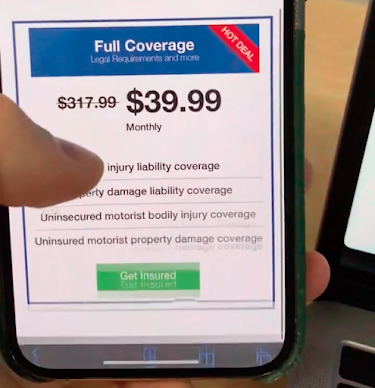 Full Coverage
HOT DEAL
Legal Requirements and more
$317.99 $39.99
Monthly
injury liability coverage
erty damage liability coverage
Uninsecured motorist bodily injury coverage
Uninsured motorist property damage coverage
Get Insured